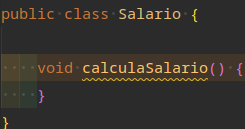 public class Salario {
    void calculaSalario() {
    }
}